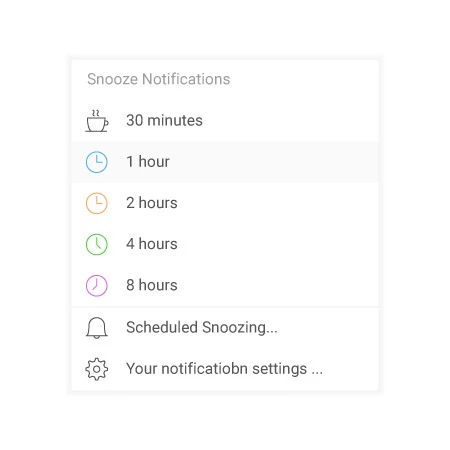 Snooze Notifications
30 minutes
1 hour
2 hours
4 hours
8 hours
Scheduled Snoozing...
Your notificatiobn settings ...